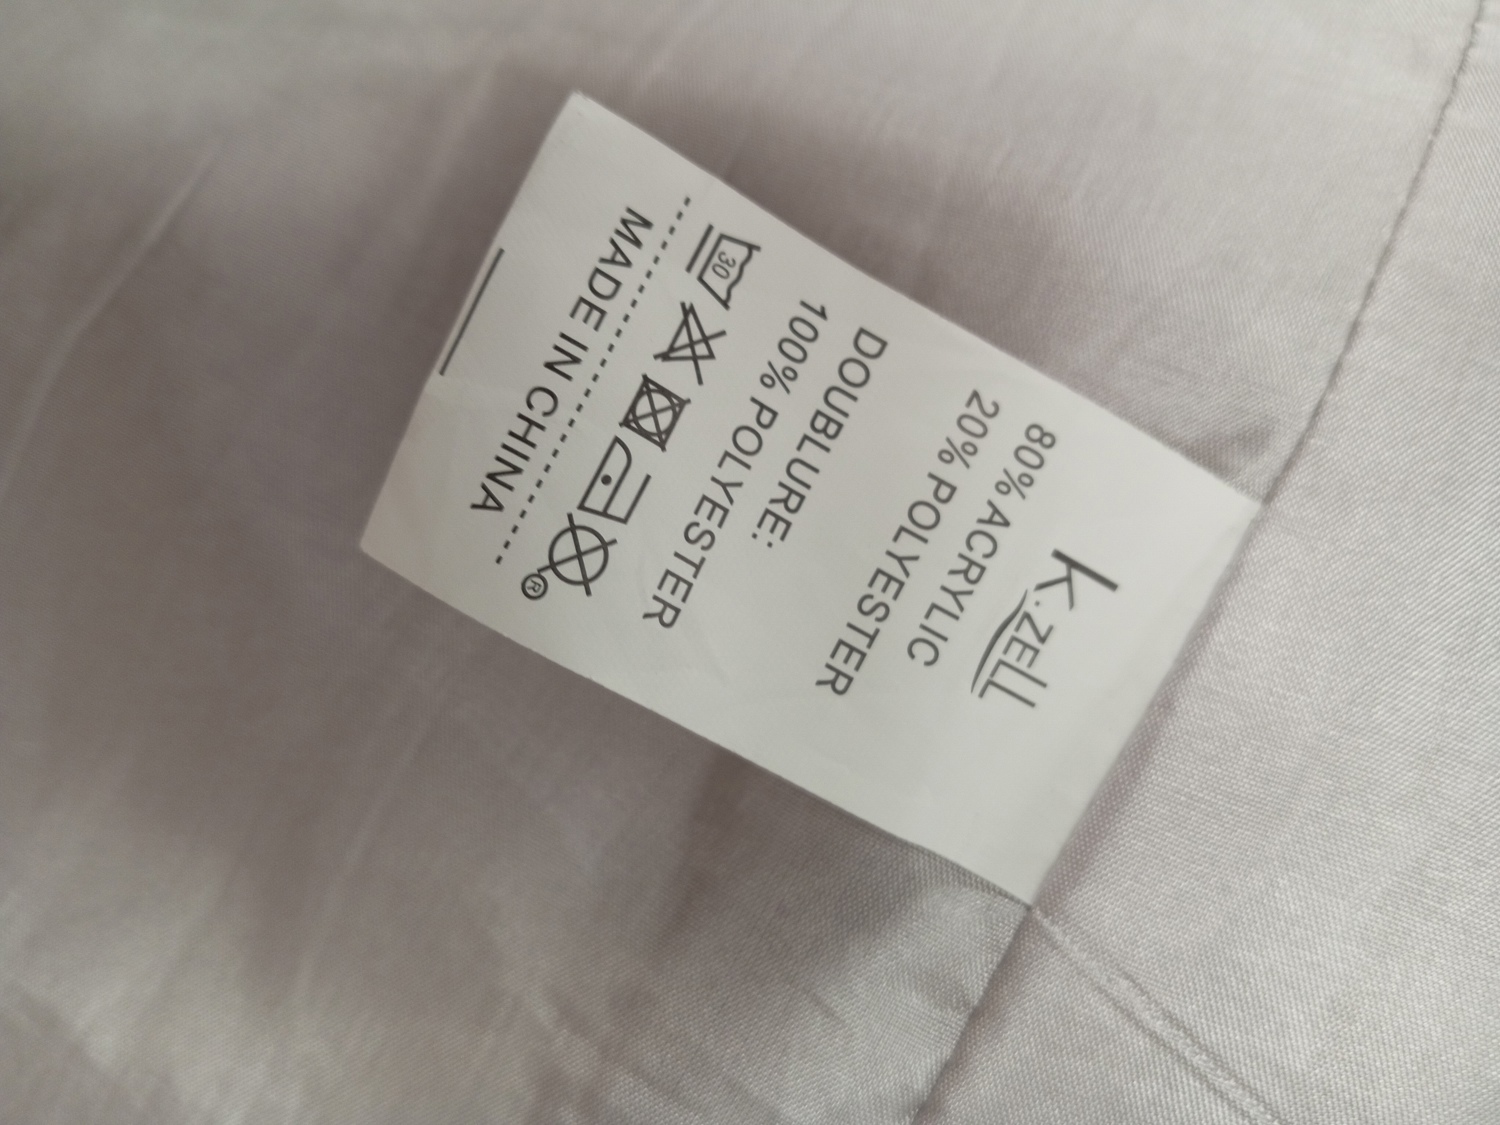 K.ZELL
80% ACRYLIC
20% POLYESTER
DOUBLURE:
100% POLYESTER
30
®
MADE IN CHINA